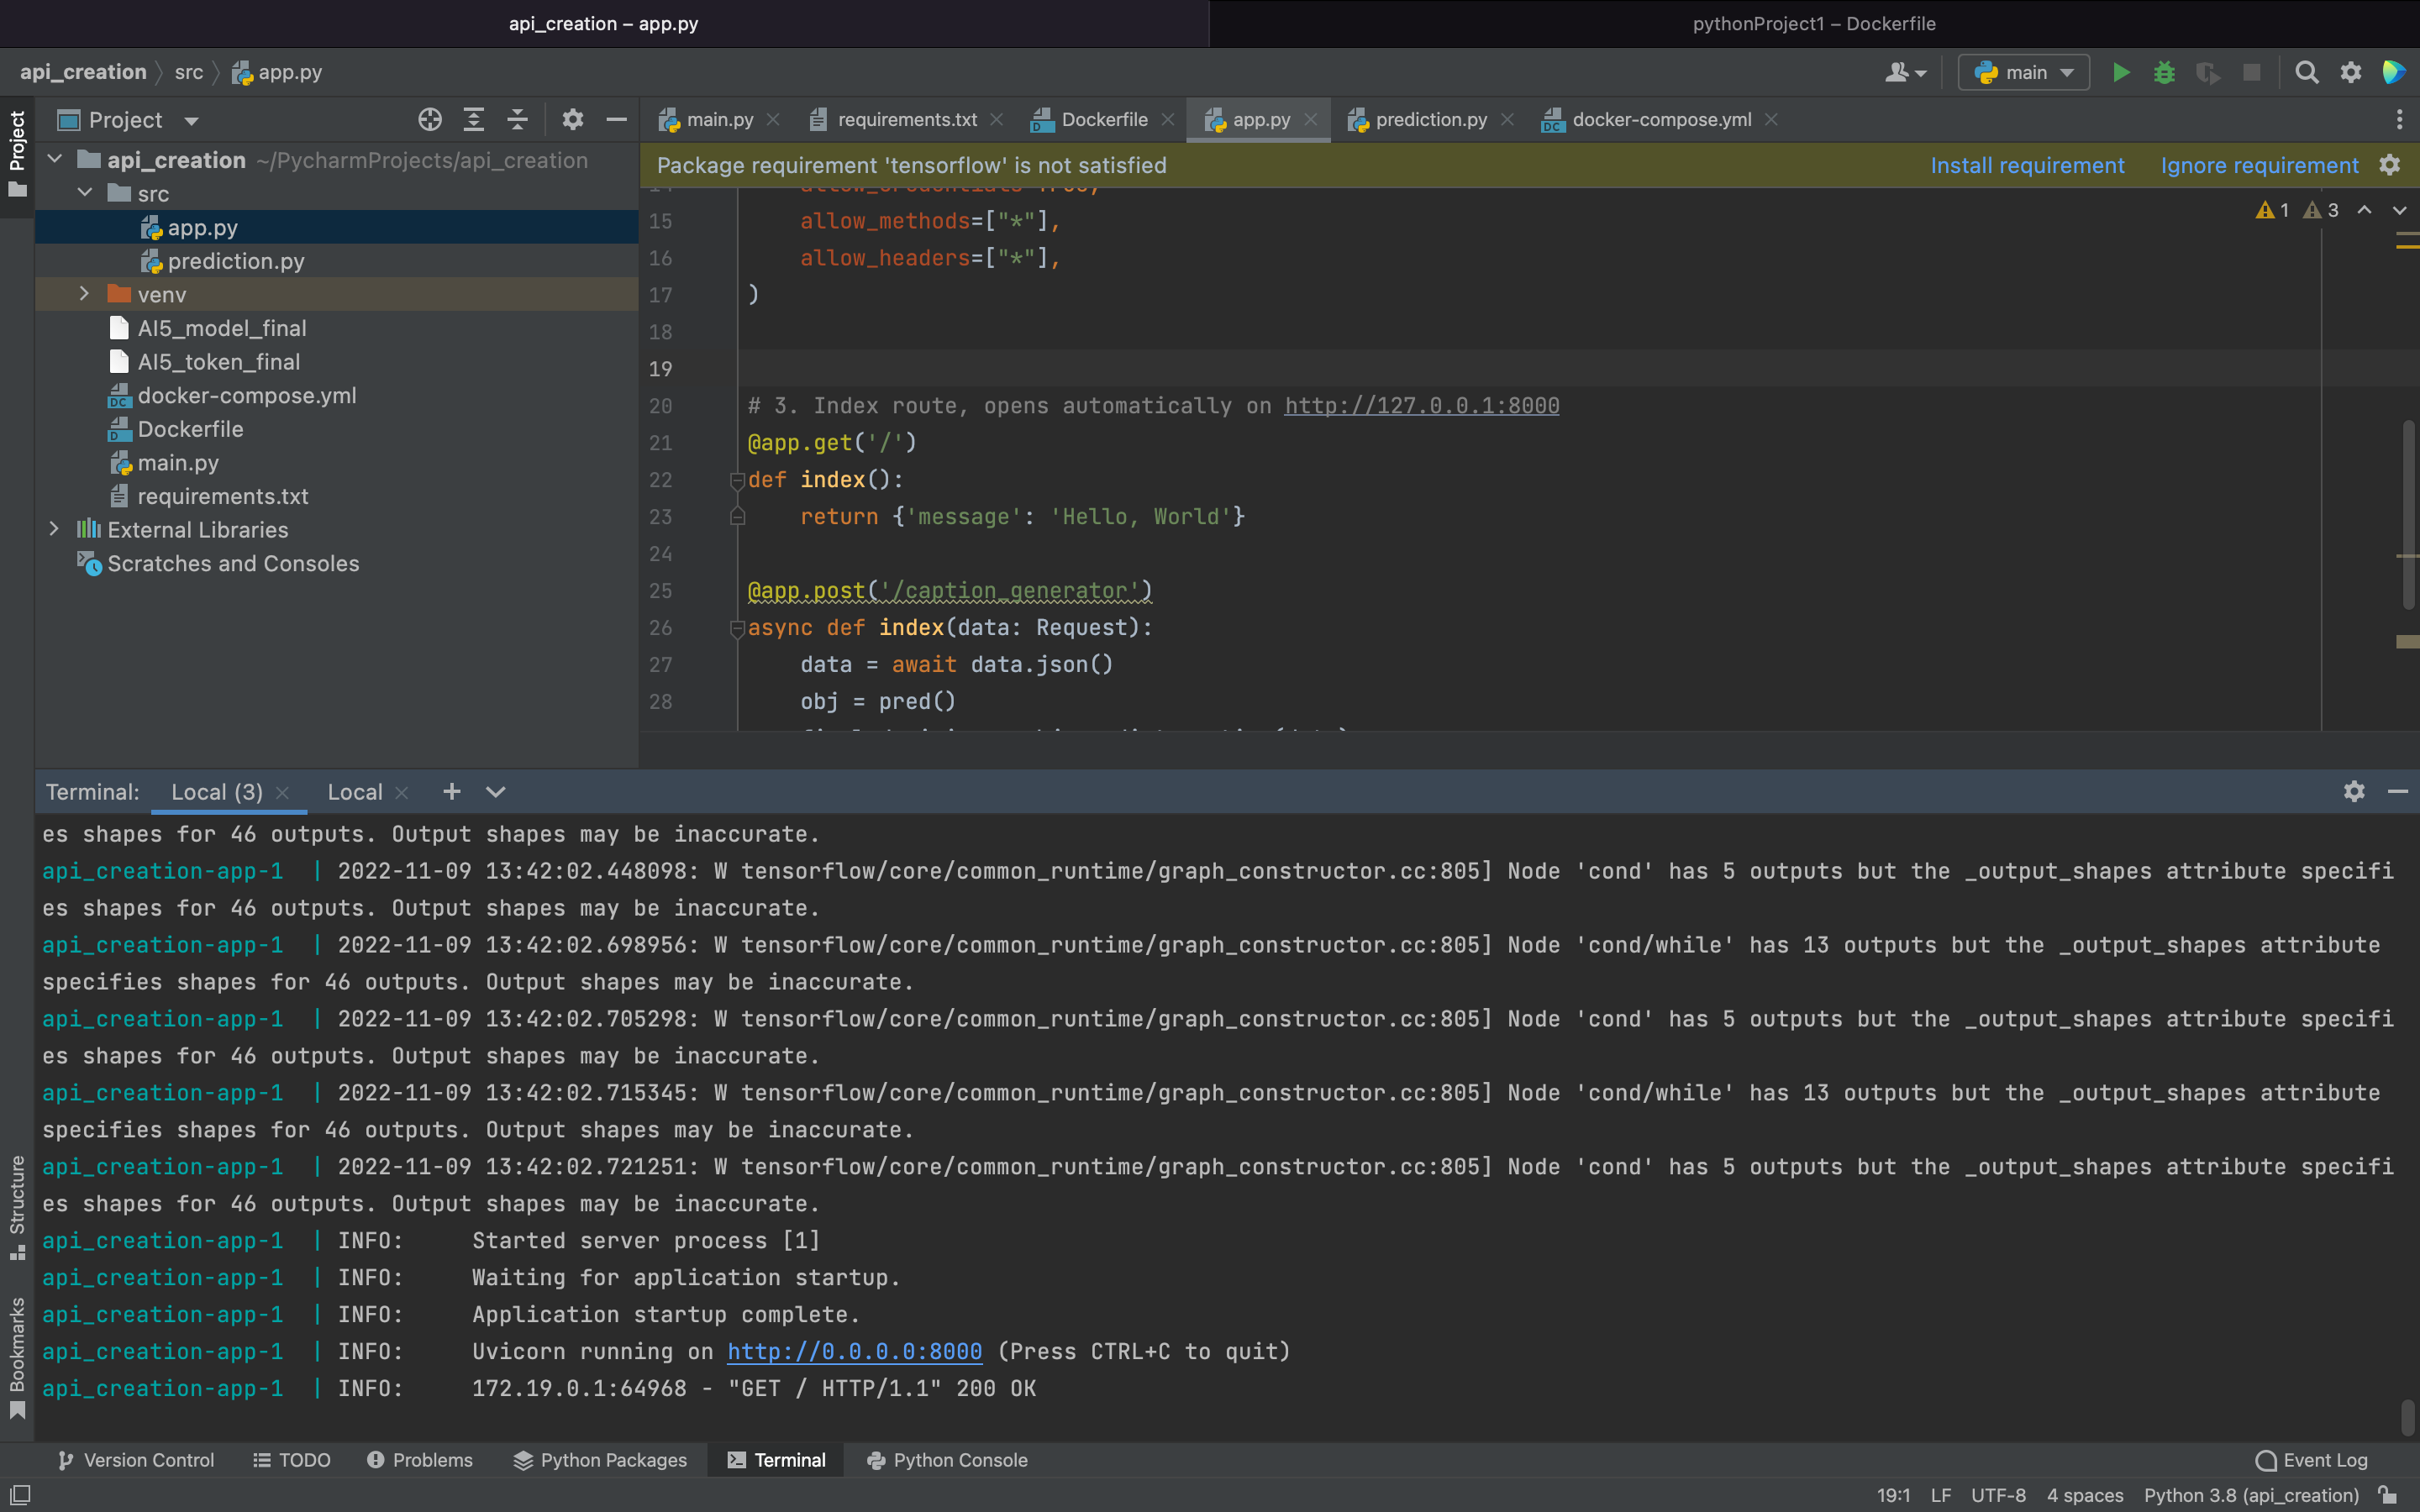 api_creation – app.py
pythonProject1 – Dockerfile
api_creation
src
app.py
main
Project
Project
main.py
requirements.txt
Dockerfile
app.py
prediction.py
docker-compose.yml
api_creation ~/PycharmProjects/api_creation
src
app.py
prediction.py
venv
AI5_model_final
AI5_token_final
docker-compose.yml
Dockerfile
main.py
requirements.txt
External Libraries
Scratches and Consoles
Package requirement 'tensorflow' is not satisfied
Install requirement
Ignore requirement
1 3
15 allow_methods=["*"],
16 allow_headers=["*"],
17 )
18
19
20 # 3. Index route, opens automatically on http://127.0.0.1:8000
21 @app.get('/')
22 def index():
23 return {'message': 'Hello, World'}
24
25 @app.post('/caption_generator')
26 async def index(data: Request):
27 data = await data.json()
28 obj = pred()
Terminal: Local (3) Local
es shapes for 46 outputs. Output shapes may be inaccurate.
api_creation-app-1 | 2022-11-09 13:42:02.448098: W tensorflow/core/common_runtime/graph_constructor.cc:805] Node 'cond' has 5 outputs but the _output_shapes attribute specifi
es shapes for 46 outputs. Output shapes may be inaccurate.
api_creation-app-1 | 2022-11-09 13:42:02.698956: W tensorflow/core/common_runtime/graph_constructor.cc:805] Node 'cond/while' has 13 outputs but the _output_shapes attribute
specifies shapes for 46 outputs. Output shapes may be inaccurate.
api_creation-app-1 | 2022-11-09 13:42:02.705298: W tensorflow/core/common_runtime/graph_constructor.cc:805] Node 'cond' has 5 outputs but the _output_shapes attribute specifi
es shapes for 46 outputs. Output shapes may be inaccurate.
api_creation-app-1 | 2022-11-09 13:42:02.715345: W tensorflow/core/common_runtime/graph_constructor.cc:805] Node 'cond/while' has 13 outputs but the _output_shapes attribute
specifies shapes for 46 outputs. Output shapes may be inaccurate.
api_creation-app-1 | 2022-11-09 13:42:02.721251: W tensorflow/core/common_runtime/graph_constructor.cc:805] Node 'cond' has 5 outputs but the _output_shapes attribute specifi
es shapes for 46 outputs. Output shapes may be inaccurate.
api_creation-app-1 | INFO: Started server process [1]
api_creation-app-1 | INFO: Waiting for application startup.
api_creation-app-1 | INFO: Application startup complete.
api_creation-app-1 | INFO: Uvicorn running on http://0.0.0.0:8000 (Press CTRL+C to quit)
api_creation-app-1 | INFO: 172.19.0.1:64968 - "GET / HTTP/1.1" 200 OK
Structure
Bookmarks
Version Control
TODO
Problems
Python Packages
Terminal
Python Console
Event Log
19:1 LF UTF-8 4 spaces Python 3.8 (api_creation)